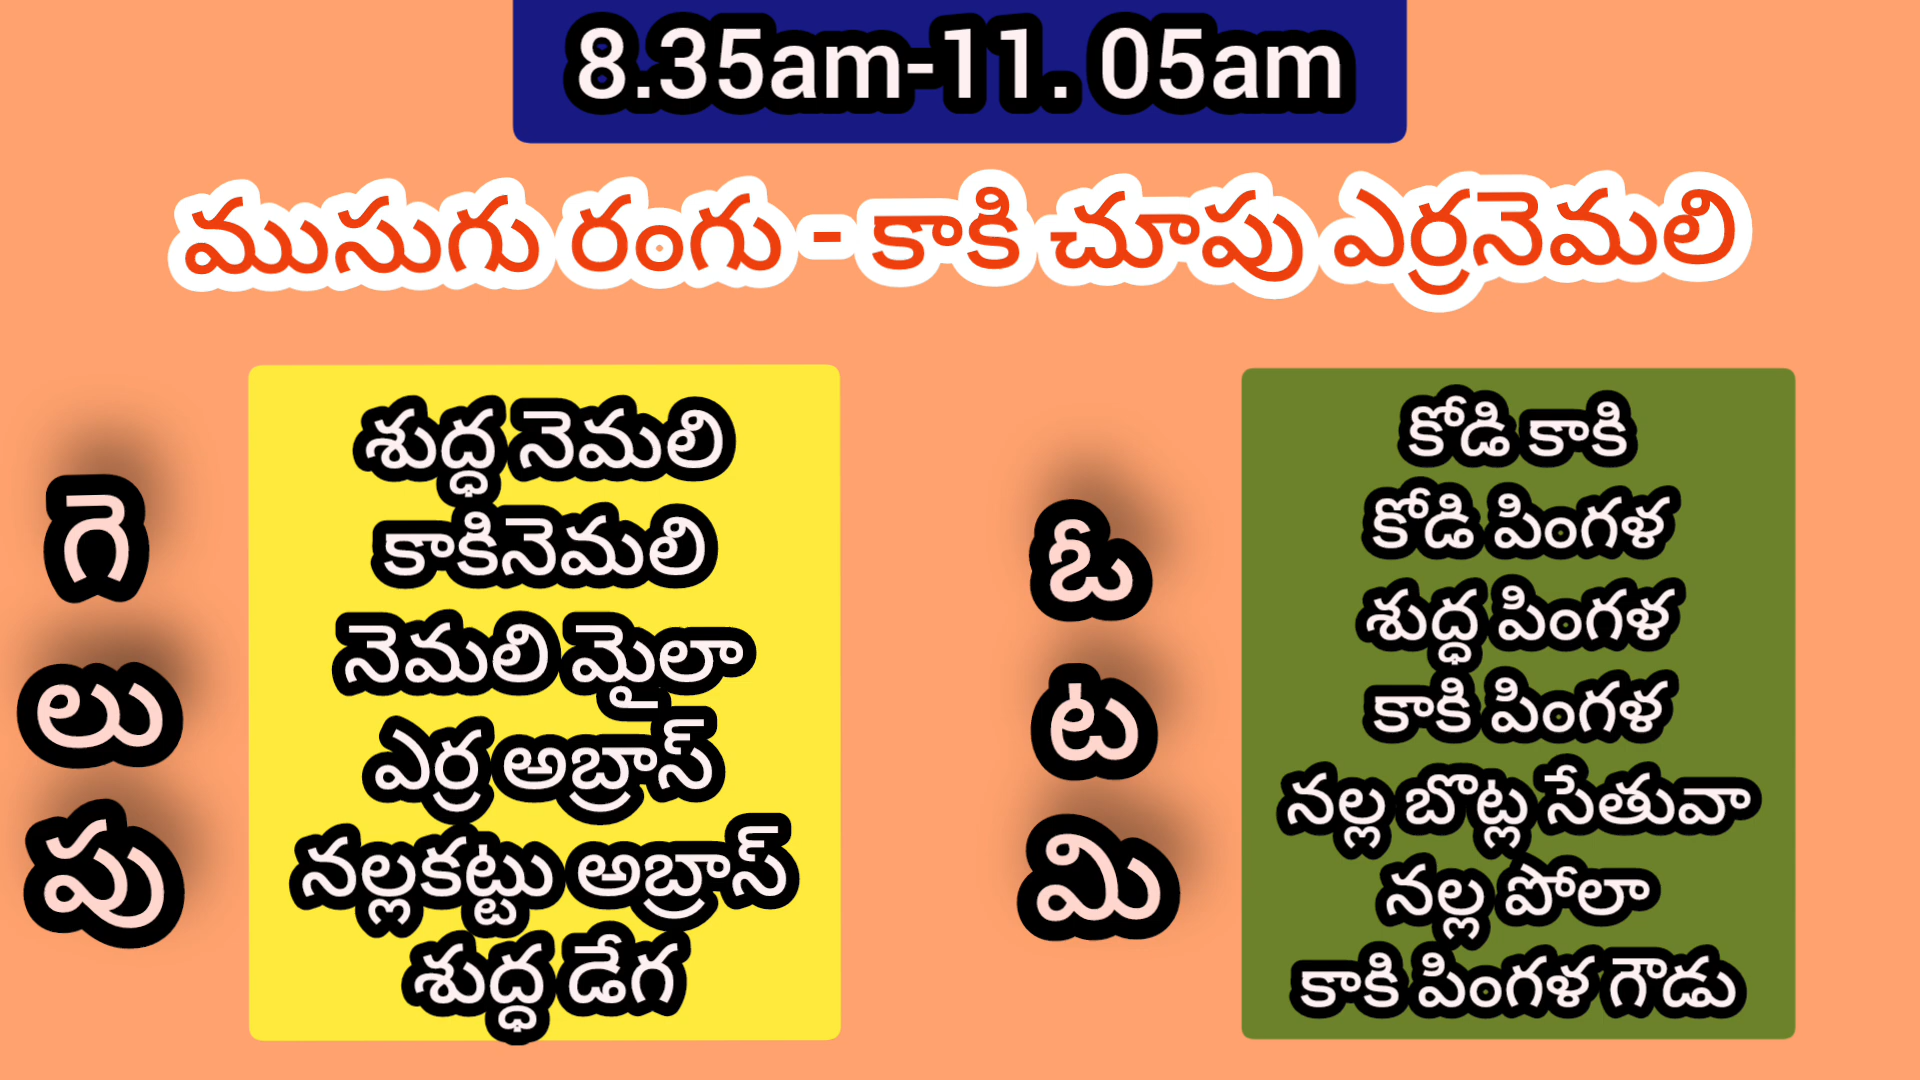 8.35am-11. 05am
ముసుగు రంగు - కాకి చూపు ఎర్రనెమలి
గెలుపు
శుద్ధ నెమలి
కాకినెమలి
నెమలి మైలా
ఎర్ర అబ్రాస్
నల్లకట్టు అబ్రాస్
శుద్ధ డేగ
ఓటమి
కోడి కాకి
కోడి పింగళ
శుద్ధ పింగళ
కాకి పింగళ
నల్ల బొట్ల సేతువా
నల్ల పోలా
కాకి పింగళ గౌడు